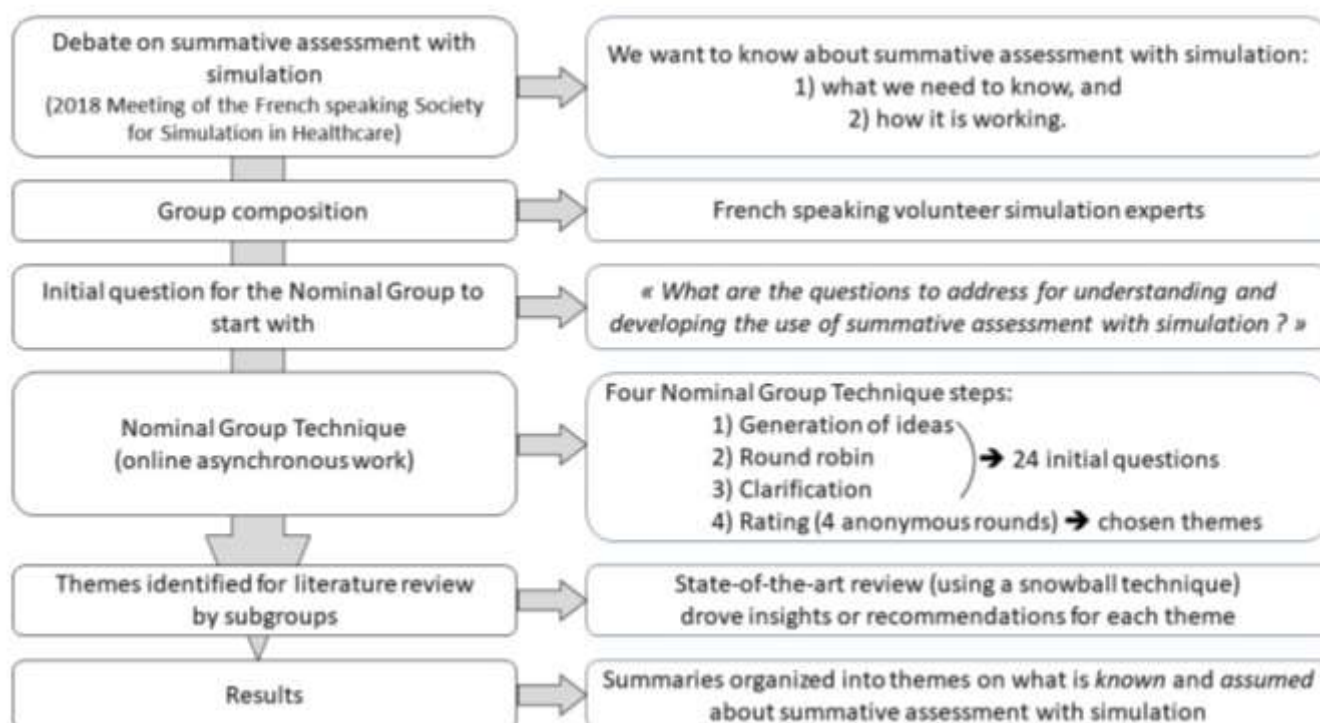 Debate on summative assessment with
simulation
(2018 Meeting of the French speaking Society
for Simulation in Healthcare)
We want to know about summative assessment with simulation:
1) what we need to know, and
2) how it is working.
Group composition
French speaking volunteer simulation experts
Initial question for the Nominal Group to
start with
« What are the questions to address for understanding and
developing the use of summative assessment with simulation ? »
Nominal Group Technique
(online asynchronous work)
Four Nominal Group Technique steps:
1) Generation of ideas
2) Round robin
3) Clarification
➔ 24 initial questions
4) Rating (4 anonymous rounds) ➔ chosen themes
Themes identified for literature review
by subgroups
State-of-the-art review (using a snowball technique)
drove insights or recommendations for each theme
Results
Summaries organized into themes on what is known and assumed
about summative assessment with simulation